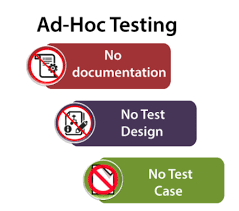 Ad-Hoc Testing
No
documentation
No Test
Design
No Test
Case